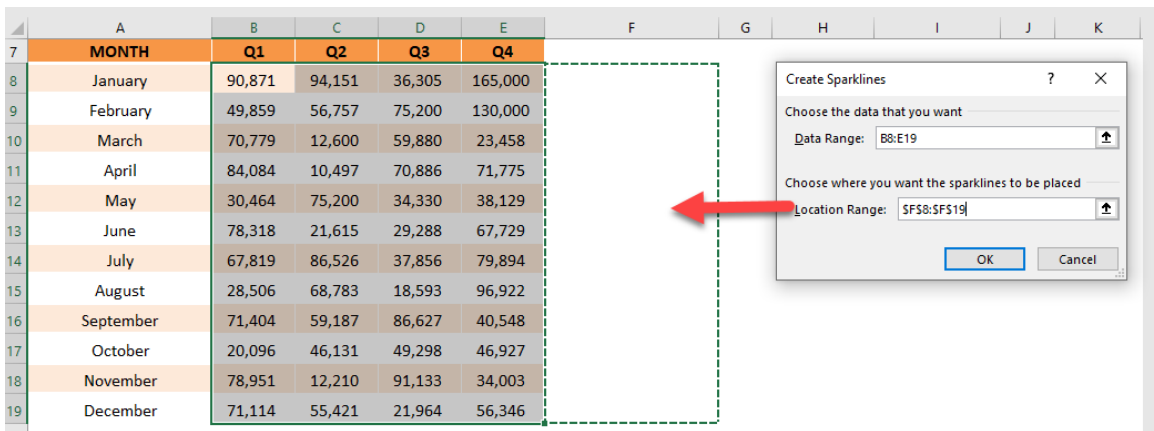 A B C D E F G H I J K
7 MONTH Q1 Q2 Q3 Q4
8 January 90,871 94,151 36,305 165,000
9 February 49,859 56,757 75,200 130,000
10 March 70,779 12,600 59,880 23,458
11 April 84,084 10,497 70,886 71,775
12 May 30,464 75,200 34,330 38,129
13 June 78,318 21,615 29,288 67,729
14 July 67,819 86,526 37,856 79,894
15 August 28,506 68,783 18,593 96,922
16 September 71,404 59,187 86,627 40,548
17 October 20,096 46,131 49,298 46,927
18 November 78,951 12,210 91,133 34,003
19 December 71,114 55,421 21,964 56,346
Create Sparklines ? ×
Choose the data that you want
Data Range: B8:E19
Choose where you want the sparklines to be placed
Location Range: $F$8:$F$19
OK Cancel